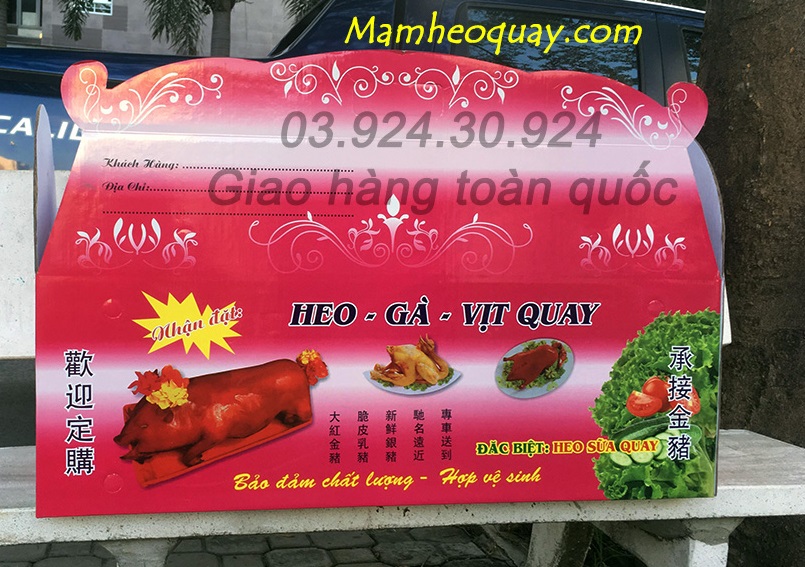 Mamheoquay.com
CALI
03.924.30.924
Giao hàng toàn quốc
Khách Hàng:
Địa Chỉ:
Nhận đặt:
HEO - GÀ - VỊT QUAY
歡迎定購
大紅金豬
脆皮乳豬
新鮮銀豬
馳名遠近
專車送到
承接金豬
ĐẶC BIỆT: HEO SỮA QUAY
Bảo đảm chất lượng - Hợp vệ sinh